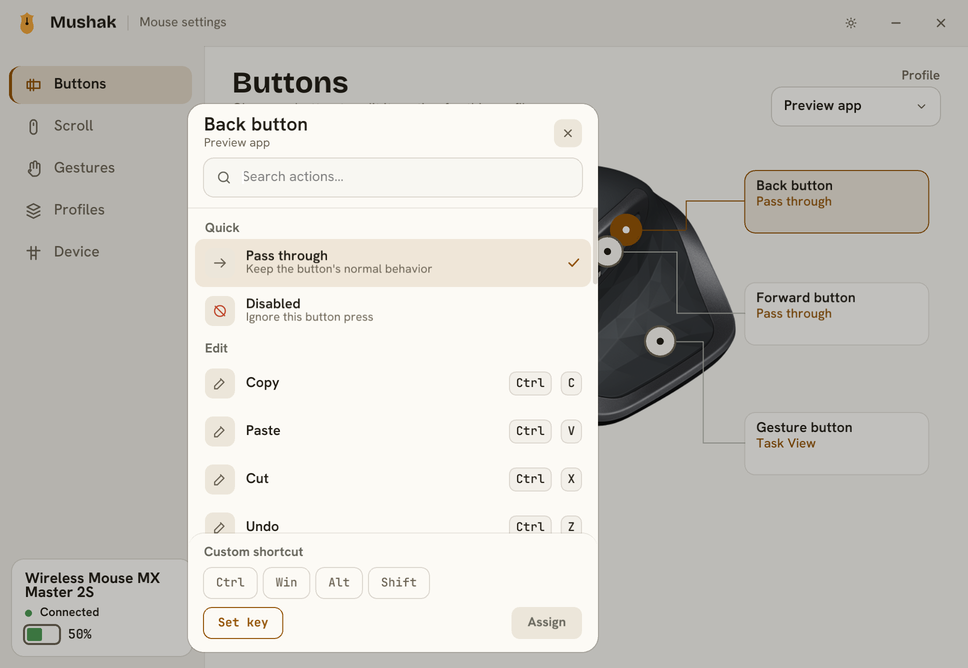 Mushak
Mouse settings
Buttons
Scroll
Gestures
Profiles
Device
Wireless Mouse MX
Master 2S
Connected
50%
Buttons
Profile
Preview app
Back button
Preview app
Search actions...
Quick
Pass through
Keep the button's normal behavior
Disabled
Ignore this button press
Edit
Copy Ctrl C
Paste Ctrl V
Cut Ctrl X
Undo Ctrl Z
Custom shortcut
Ctrl Win Alt Shift
Set key
Assign
Back button
Pass through
Forward button
Pass through
Gesture button
Task View